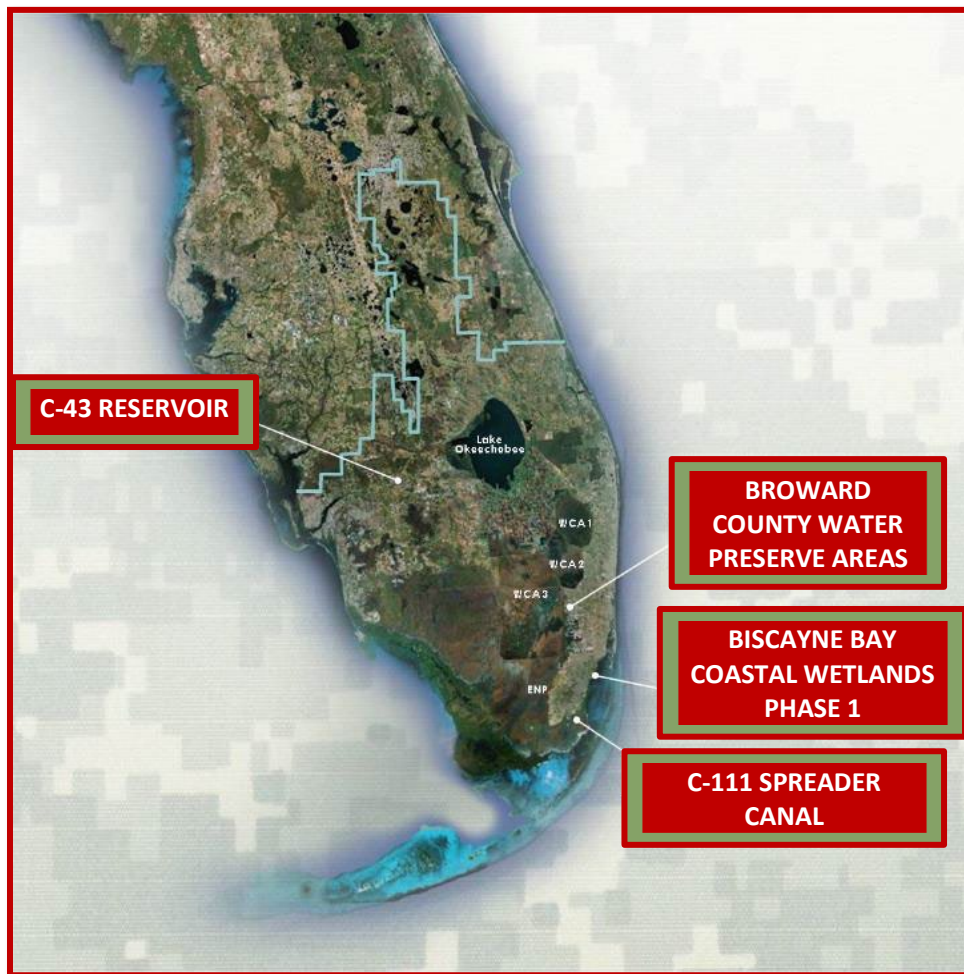 C-43 RESERVOIR
Lake
Okeechobee
WCA1
BROWARD
COUNTY WATER
PRESERVE AREAS
WCA2
WCA3
BISCAYNE BAY
COASTAL WETLANDS
PHASE 1
ENP
C-111 SPREADER
CANAL